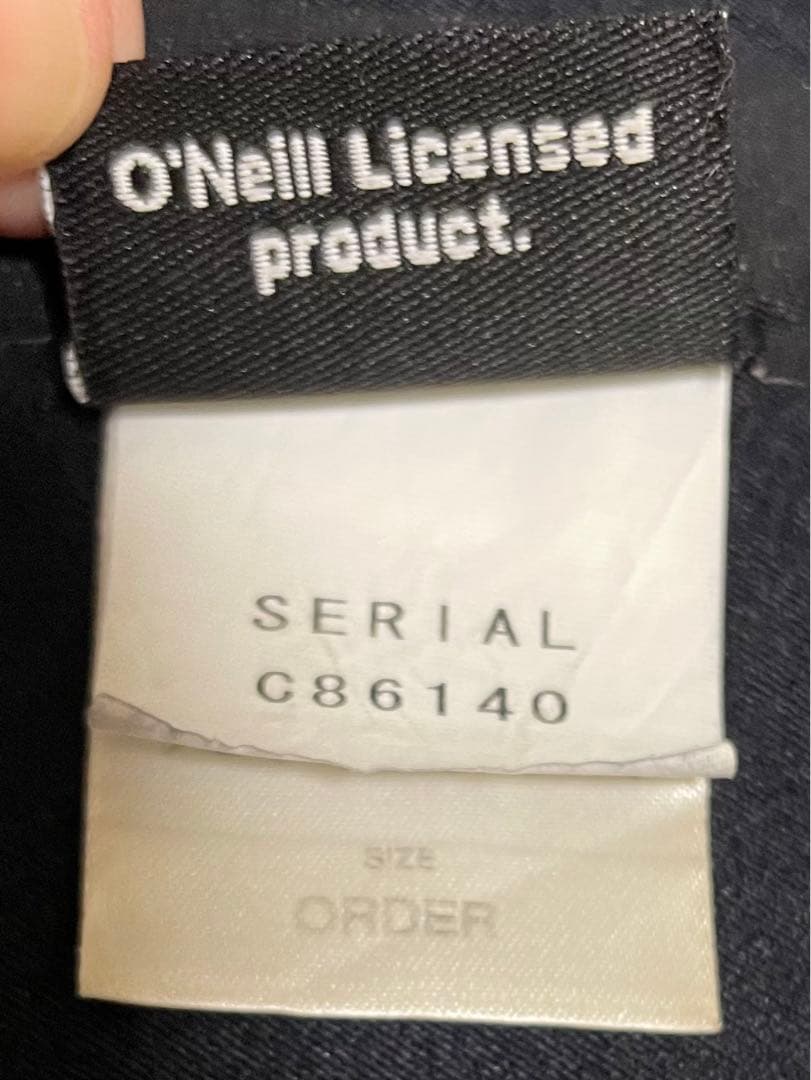 O'Neill Licensed
product.
SERIAL
C86140
SIZE
ORDER